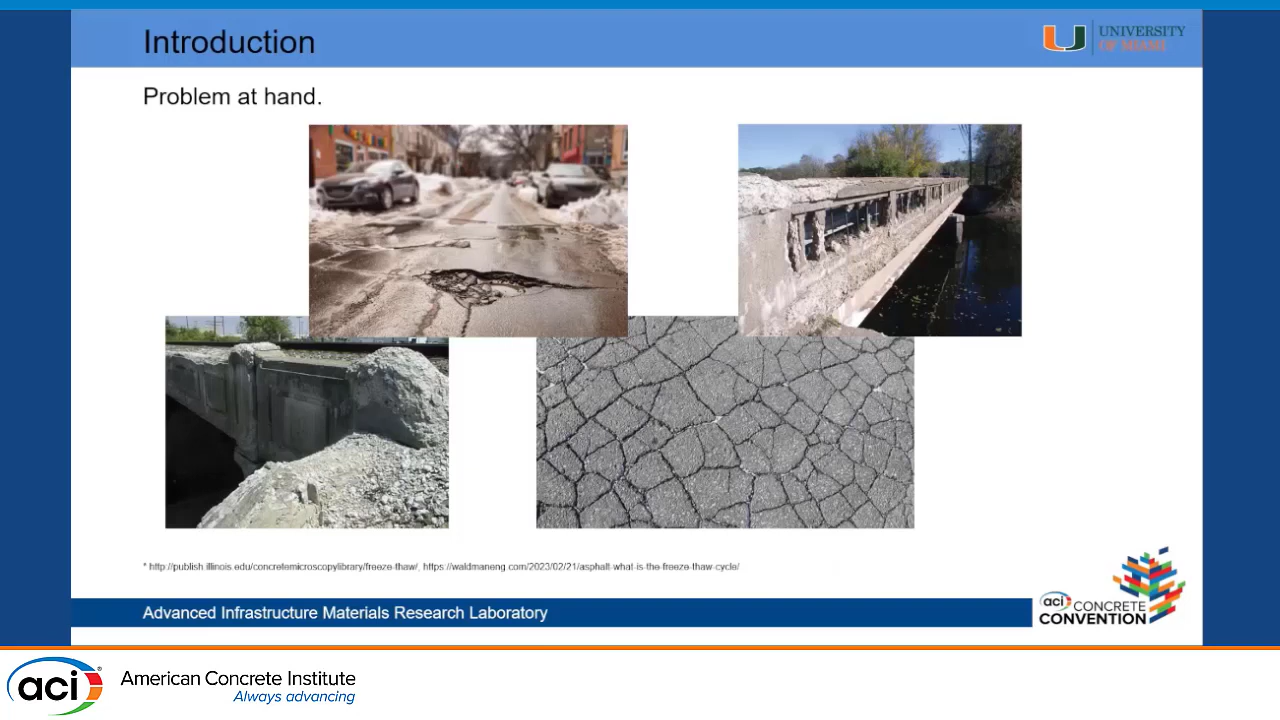 Introduction
UNIVERSITY
OF MIAMI
Problem at hand.
* http://publish.illinois.edu/concretemicroscopylibrary/freeze-thaw/, https://waldmaneng.com/2023/02/21/asphalt-what-is-the-freeze-thaw-cycle/
Advanced Infrastructure Materials Research Laboratory
aci CONCRETE
CONVENTION
aci
®
American Concrete Institute
Always advancing